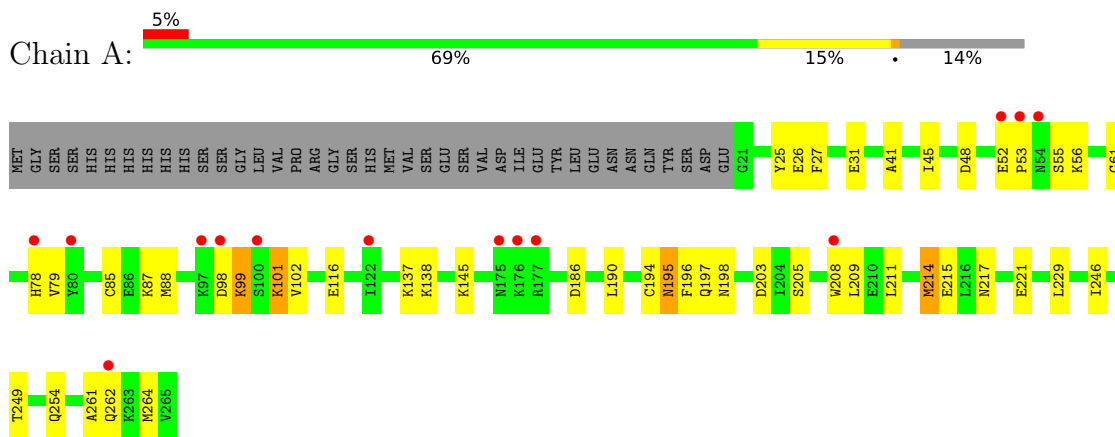 5%
Chain A:
69% 15% • 14%
MET GLY SER SER HIS HIS HIS HIS HIS HIS SER SER GLY LEU VAL PRO ARG GLY SER HIS MET VAL SER GLU SER VAL ASP ILE GLU TYR LEU GLU ASN ASN GLN TYR SER ASP GLU G21 Y25 E26 F27 E31 A41 I45 D48 E52 P53 N54 S55 K56 G61
H78 V79 Y80 C85 E86 K87 M88 K97 D98 K99 S100 K101 V102 E116 I122 K137 K138 K145 N175 K176 R177 D186 L190 C194 N195 F196 Q197 N198 D203 I204 S205 W208 L209 E210 L211 M214 E215 L216 N217 E221 L229 I246
T249 Q254 A261 Q262 K263 M264 V265